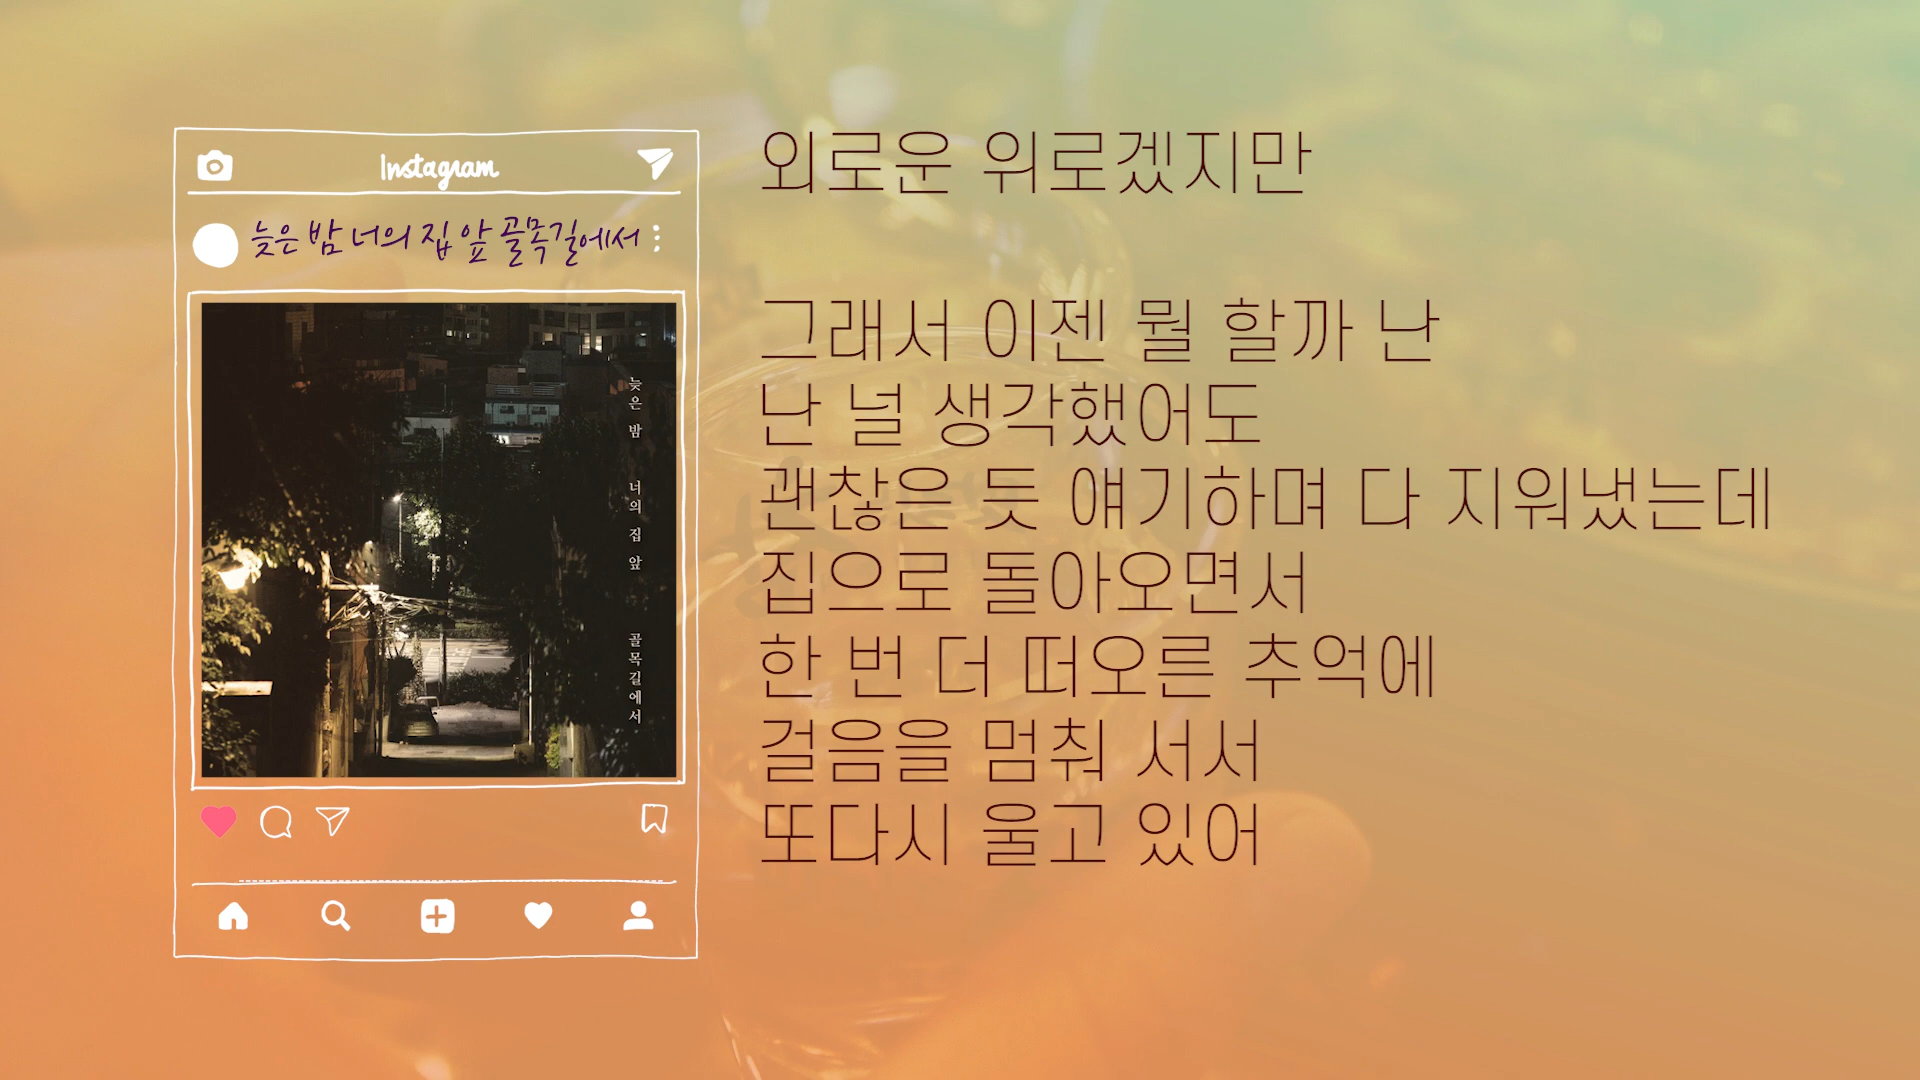 Instagram
늦은 밤 너의 집 앞 골목길에서
늦은 밤 너의 집 앞 골목길에서
외로운 위로겠지만
그래서 이젠 뭘 할까 난
난 널 생각했어도
괜찮은 듯 얘기하며 다 지워냈는데
집으로 돌아오면서
한 번 더 떠오른 추억에
걸음을 멈춰 서서
또다시 울고 있어